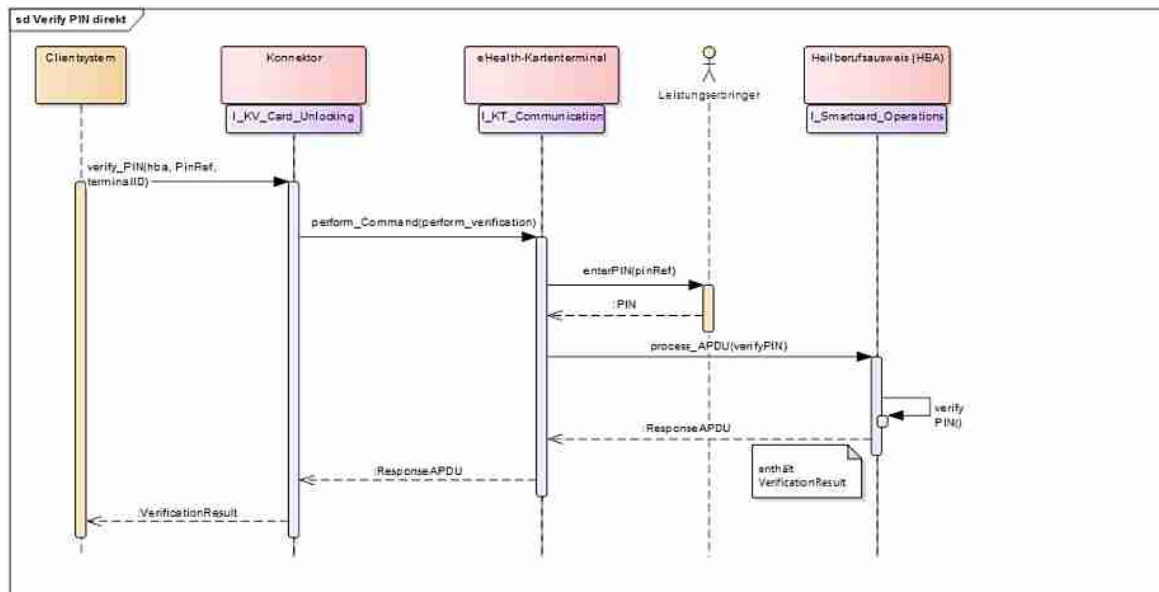 sd Verify PIN direkt
Clientsystem
Konnektor
eHealth-Kartenterminal
Heilberufsausweis (HBA)
Leistungserbringer
I_KV_Card_Unlocking
I_KT_Communication
I_Smartcard_Operations
verify_PIN(hba, PinRef,
terminalID)
perform_Command(perform_verification)
enterPIN(pinRef)
:PIN
process_APDU(verifyPIN)
verify
PIN()
:ResponseAPDU
enthält
VerificationResult
:ResponseAPDU
:VerificationResult